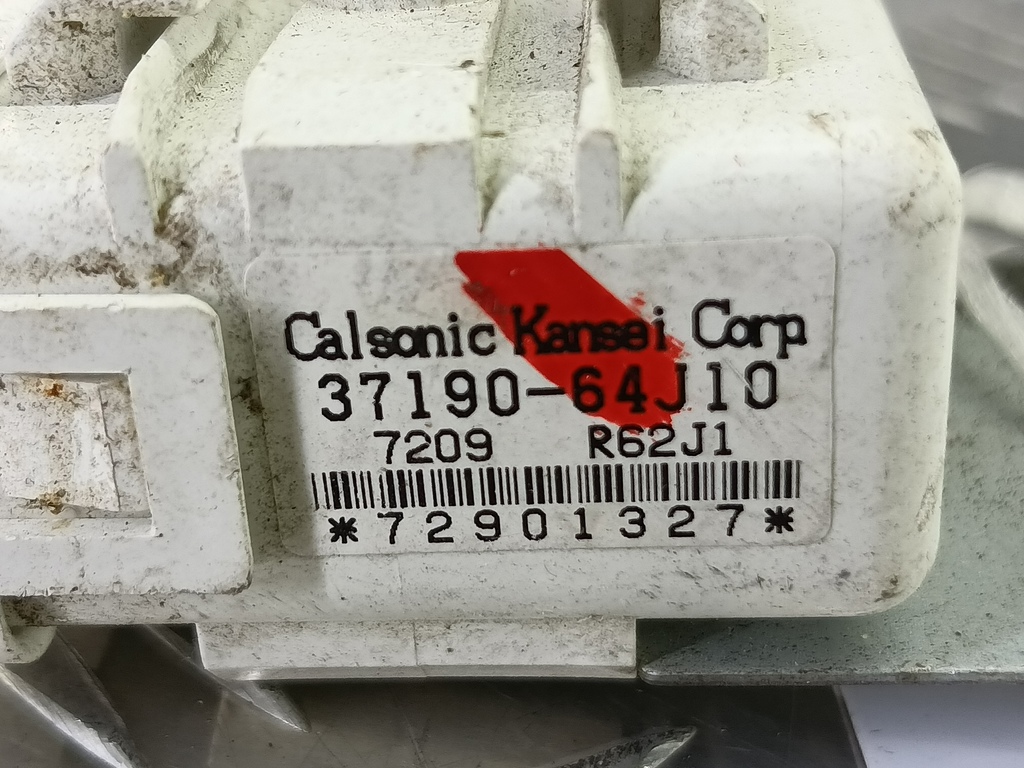 Calsonic Kansei Corp
37190-64J10
7209 R62J1
*72901327*